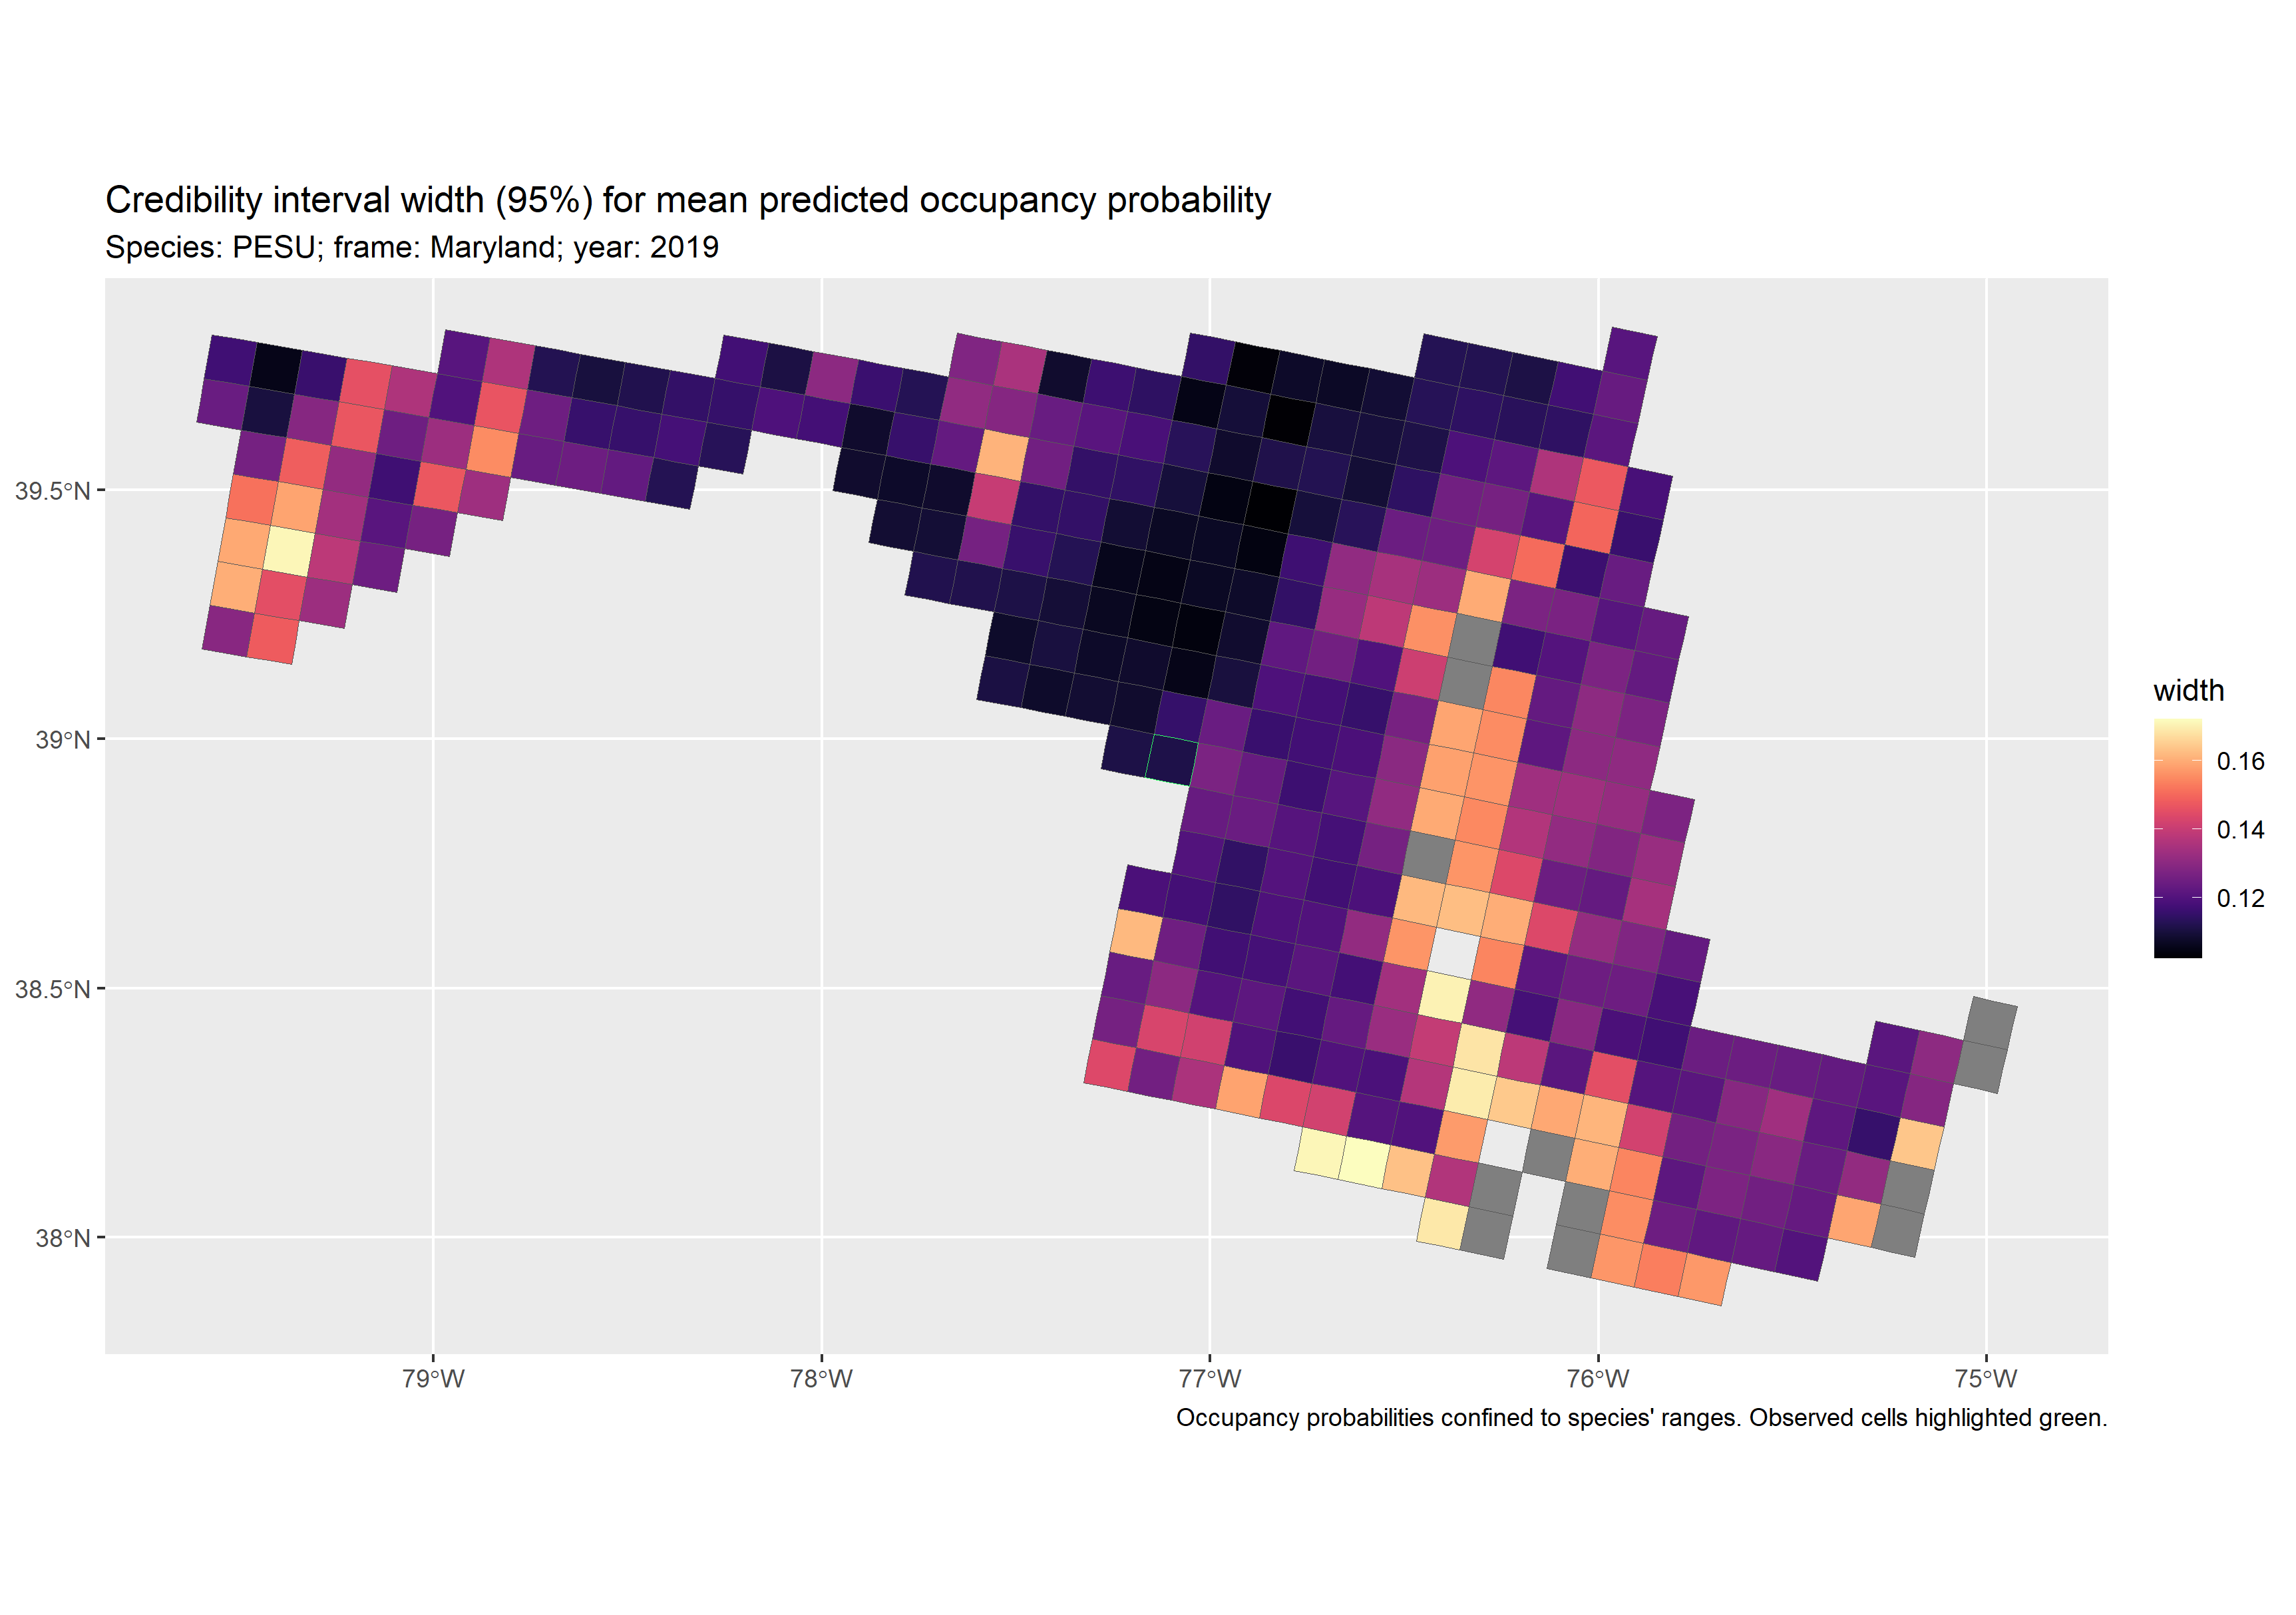 Credibility interval width (95%) for mean predicted occupancy probability
Species: PESU; frame: Maryland; year: 2019
39.5°N
39°N
38.5°N
38°N
79°W
78°W
77°W
76°W
75°W
width
0.16
0.14
0.12
Occupancy probabilities confined to species' ranges. Observed cells highlighted green.